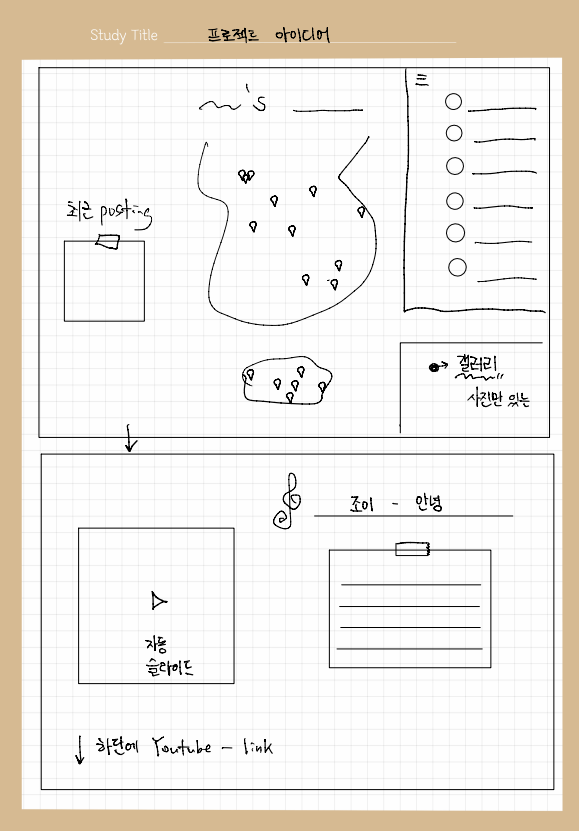 Study Title 프로젝트 아이디어
's
최근 posting
갤러리
사진만 있는
조이 - 안녕
자동
슬라이드
하단에 Youtube - link